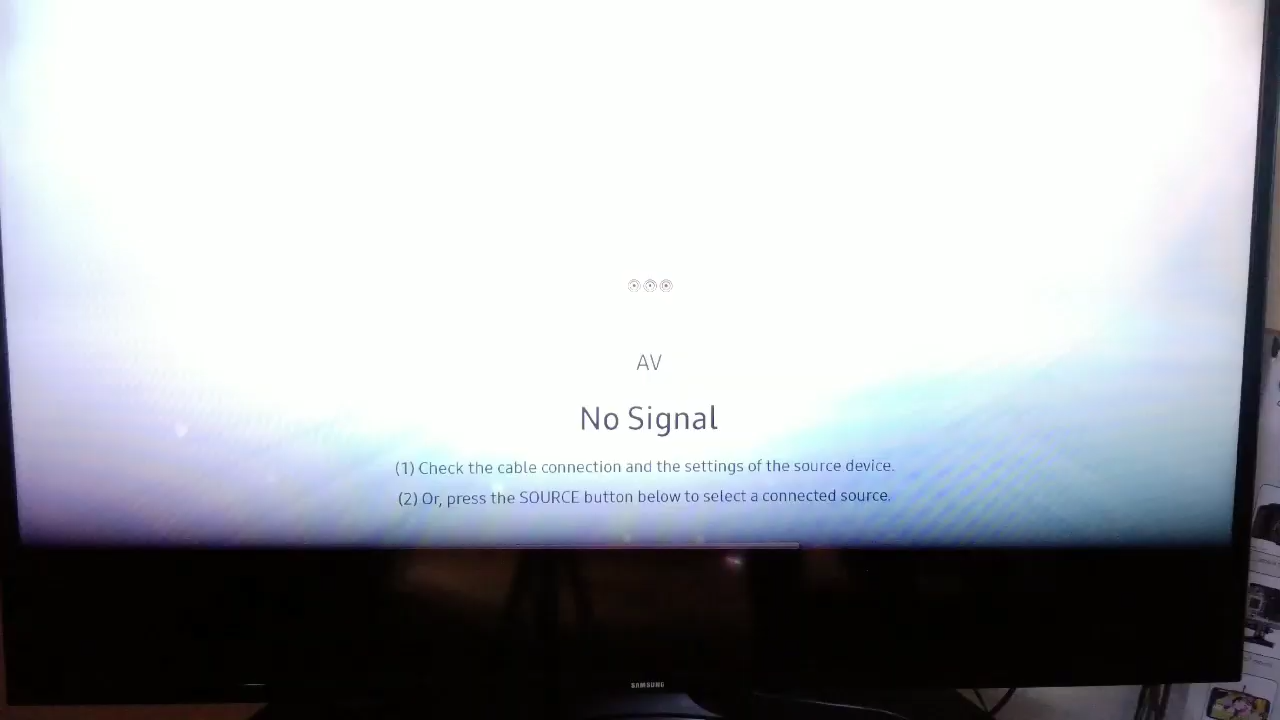 AV
No Signal
(1) Check the cable connection and the settings of the source device.
(2) Or, press the SOURCE button below to select a connected source.
SAMSUNG